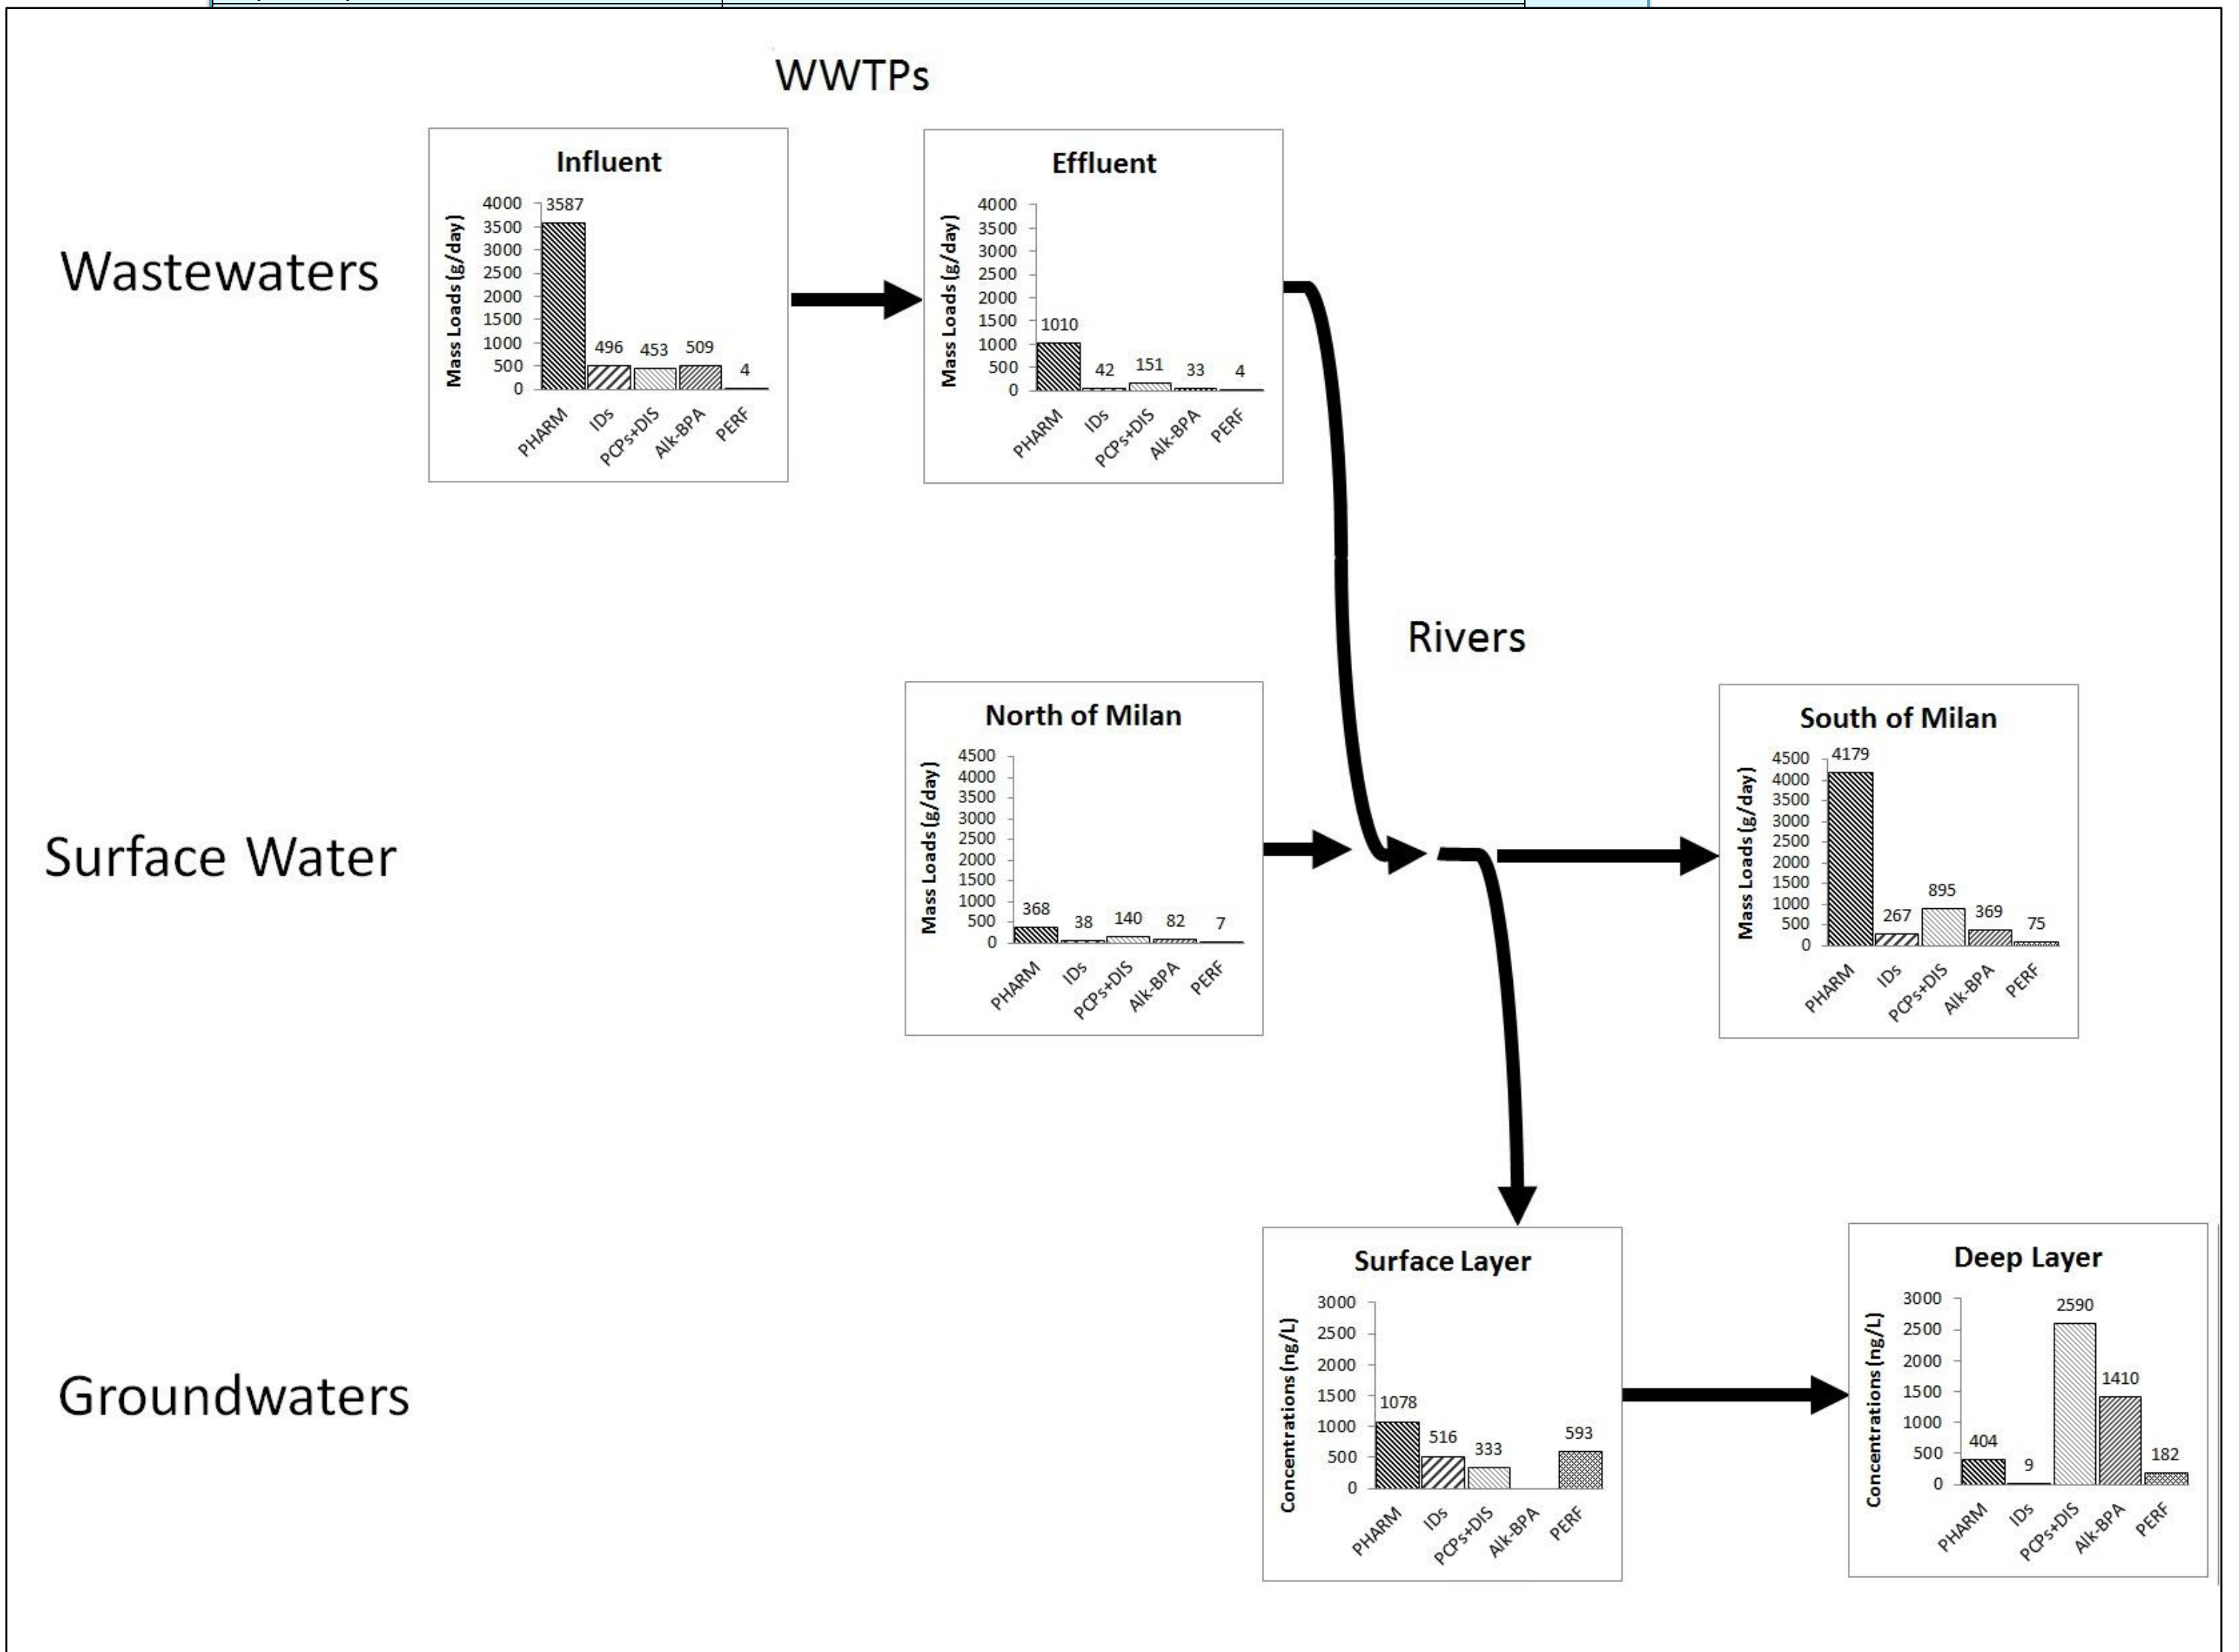 WWTPs
Wastewaters
Influent
Mass Loads (g/day)
4000
3500
3000
2500
2000
1500
1000
500
0
3587
496
453
509
4
PHARM
IDs
PCPs+DIS
Alk-BPA
PERF
Effluent
Mass Loads (g/day)
4000
3500
3000
2500
2000
1500
1000
500
0
1010
42
151
33
4
PHARM
IDs
PCPs+DIS
Alk-BPA
PERF
Rivers
Surface Water
North of Milan
Mass Loads (g/day)
4500
4000
3500
3000
2500
2000
1500
1000
500
0
368
38
140
82
7
PHARM
IDs
PCPs+DIS
Alk-BPA
PERF
South of Milan
Mass Loads (g/day)
4500
4000
3500
3000
2500
2000
1500
1000
500
0
4179
267
895
369
75
PHARM
IDs
PCPs+DIS
Alk-BPA
PERF
Groundwaters
Surface Layer
Concentrations (ng/L)
3000
2500
2000
1500
1000
500
0
1078
516
333
593
PHARM
IDs
PCPs+DIS
Alk-BPA
PERF
Deep Layer
Concentrations (ng/L)
3000
2500
2000
1500
1000
500
0
404
9
2590
1410
182
PHARM
IDs
PCPs+DIS
Alk-BPA
PERF